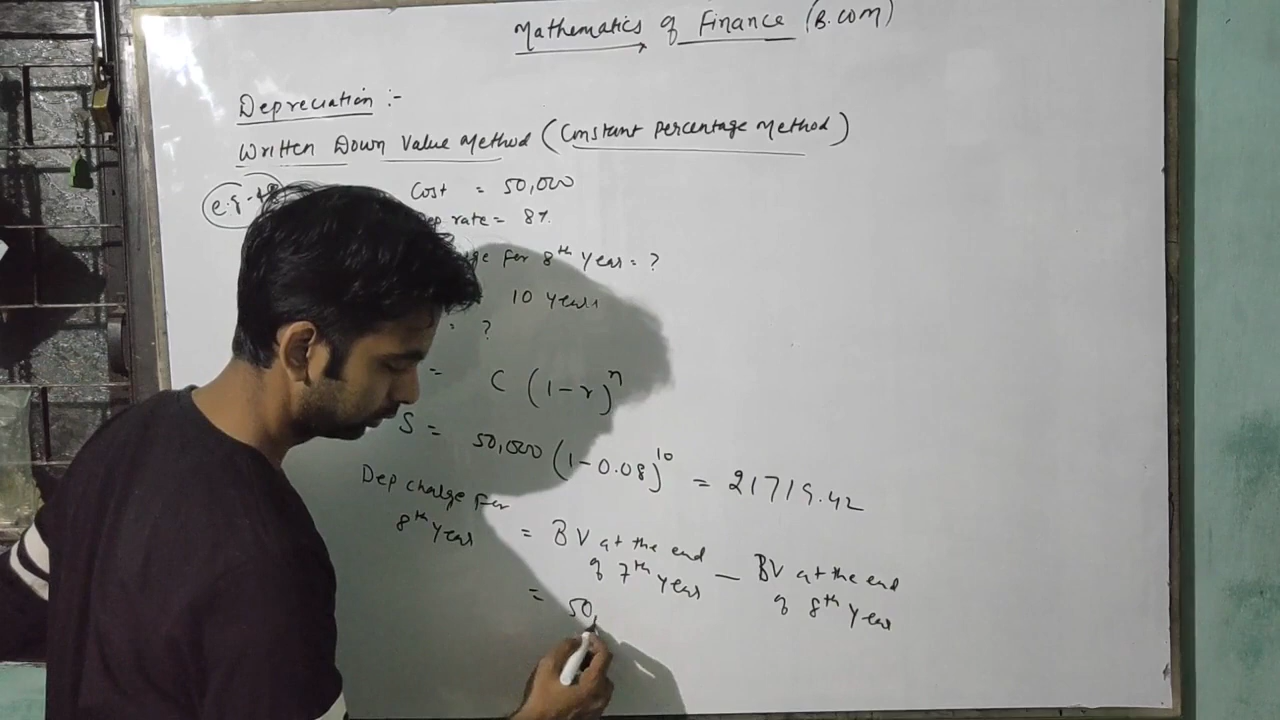 Mathematics of Finance (B.com)
Depreciation :-
Written Down Value Method (Constant Percentage Method)
e.g-
Cost = 50,000
Dep rate = 8%
for 8th year = ?
10 years
= ?
= C (1-r)^n
S = 50,000 (1-0.08)^10 = 21719.42
Dep charge for
8th year = BV at the end of 7th year - BV at the end of 8th year
= 50,